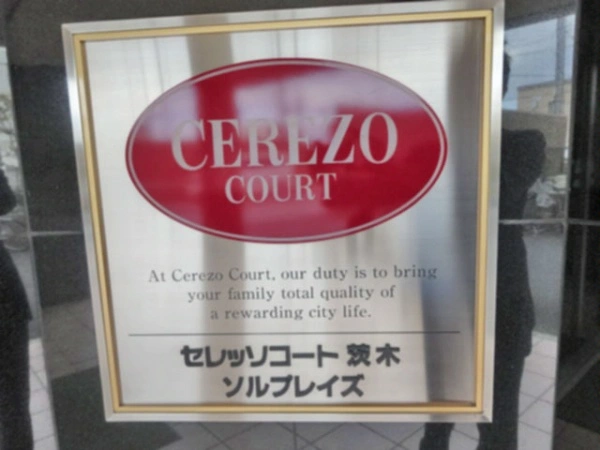 CEREZO
COURT
At Cerezo Court, our duty is to bring
your family total quality of
a rewarding city life.
セレッソコート 茨木
ソルプレイズ